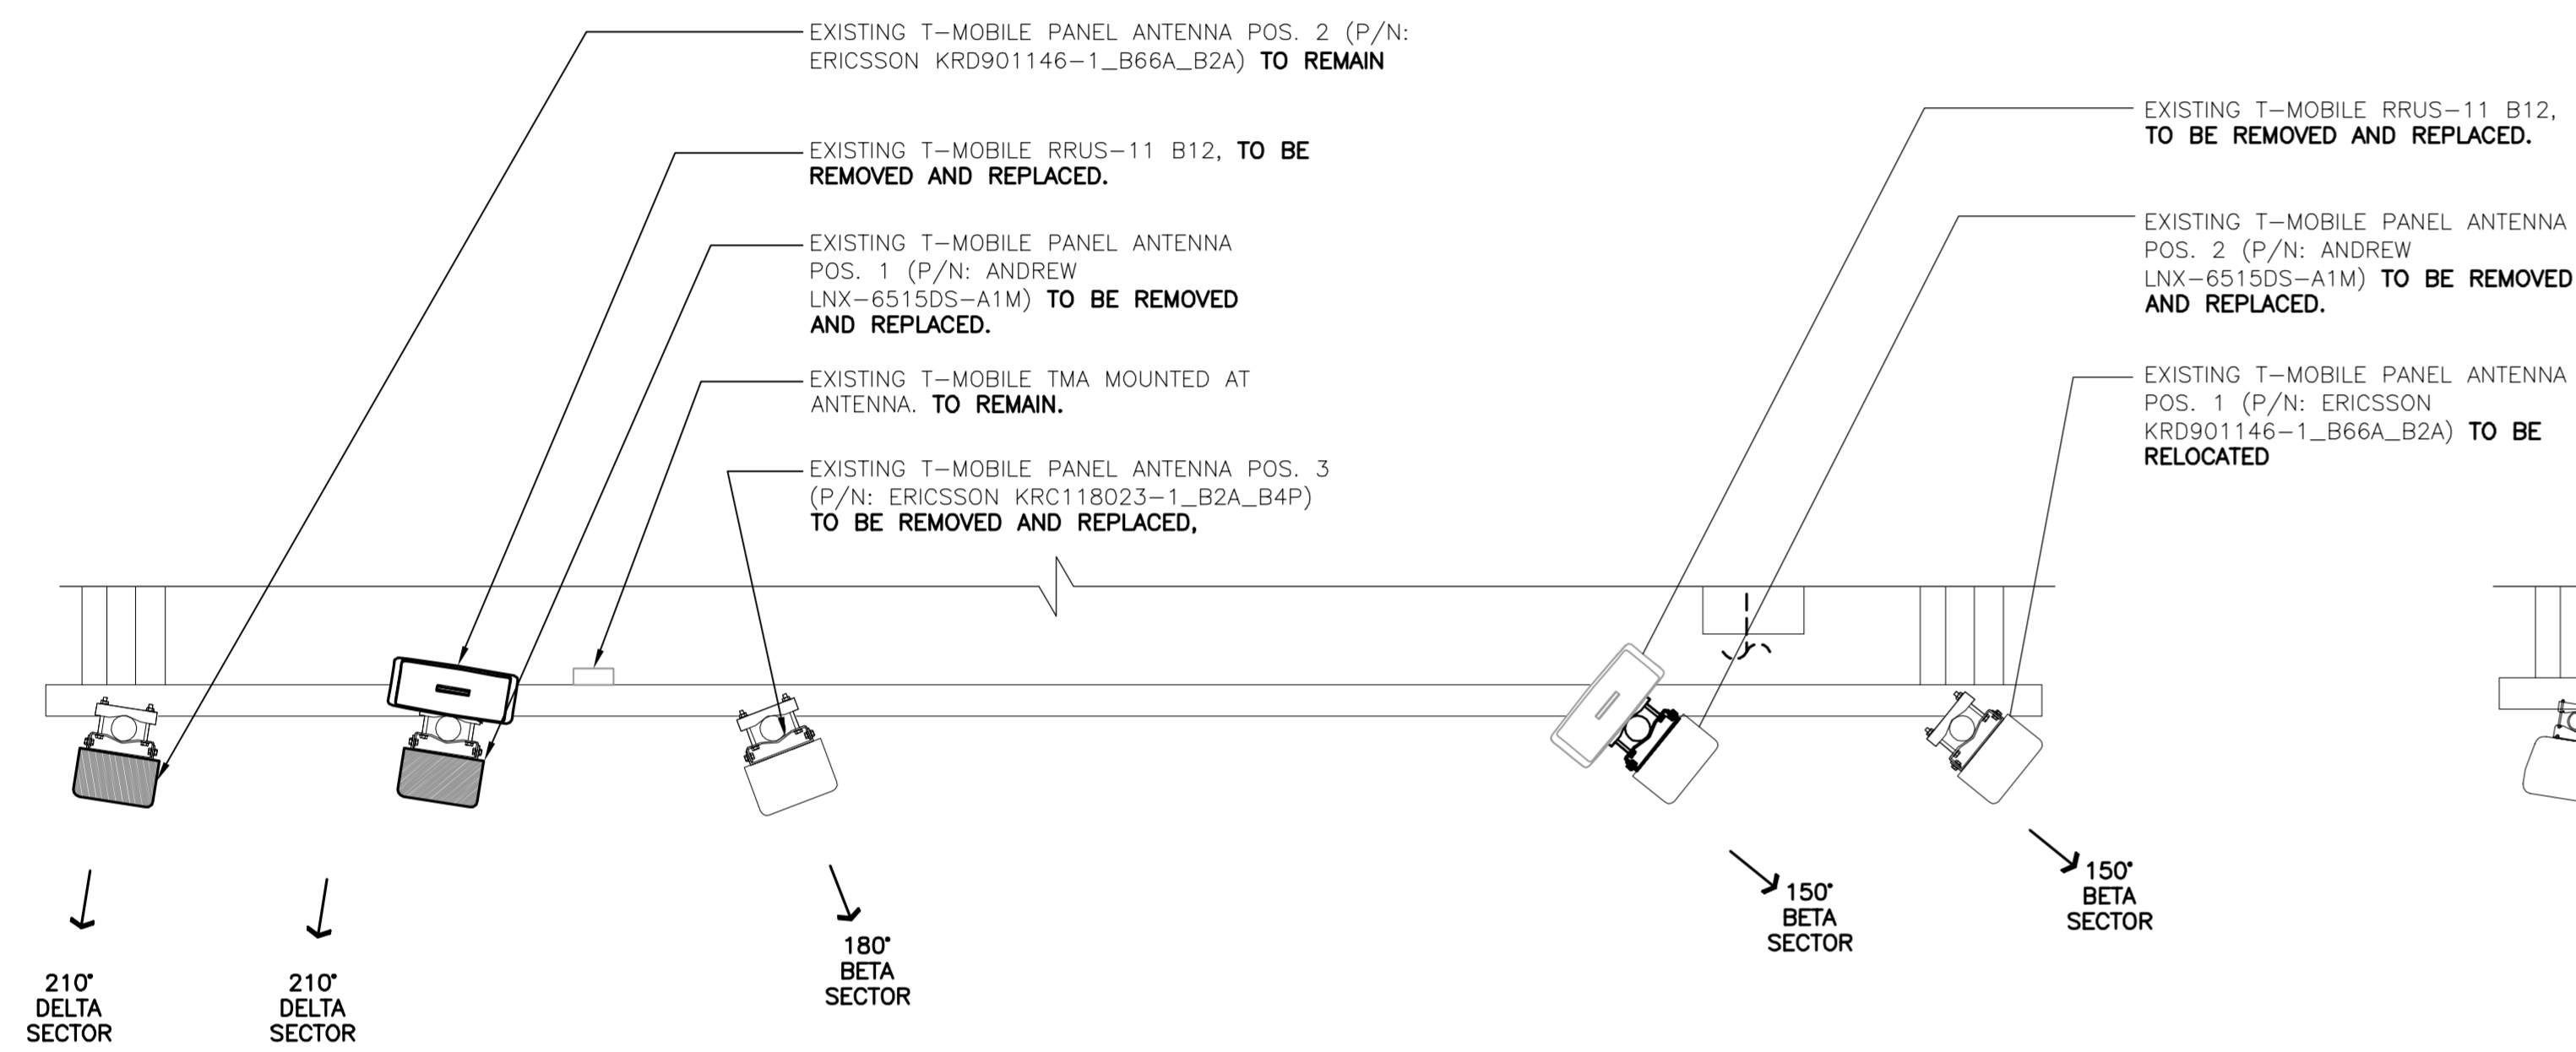 EXISTING T-MOBILE PANEL ANTENNA POS. 2 (P/N:
ERICSSON KRD901146-1_B66A_B2A) TO REMAIN
EXISTING T-MOBILE RRUS-11 B12, TO BE
REMOVED AND REPLACED.
EXISTING T-MOBILE PANEL ANTENNA
POS. 1 (P/N: ANDREW
LNX-6515DS-A1M) TO BE REMOVED
AND REPLACED.
EXISTING T-MOBILE TMA MOUNTED AT
ANTENNA. TO REMAIN.
EXISTING T-MOBILE PANEL ANTENNA POS. 3
(P/N: ERICSSON KRC118023-1_B2A_B4P)
TO BE REMOVED AND REPLACED,
EXISTING T-MOBILE RRUS-11 B12,
TO BE REMOVED AND REPLACED.
EXISTING T-MOBILE PANEL ANTENNA
POS. 2 (P/N: ANDREW
LNX-6515DS-A1M) TO BE REMOVED
AND REPLACED.
EXISTING T-MOBILE PANEL ANTENNA
POS. 1 (P/N: ERICSSON
KRD901146-1_B66A_B2A) TO BE
RELOCATED
210°
DELTA
SECTOR
210°
DELTA
SECTOR
180°
BETA
SECTOR
150°
BETA
SECTOR
150°
BETA
SECTOR